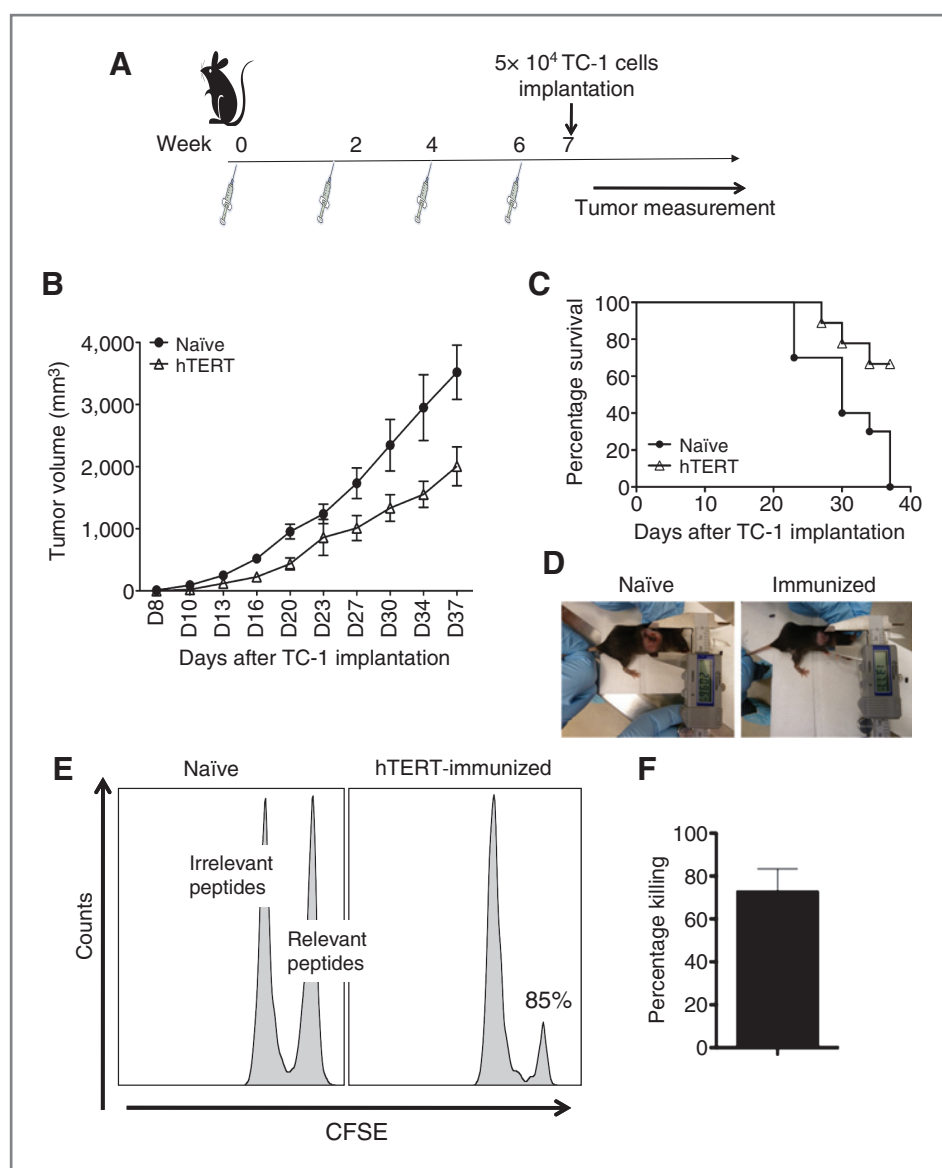 A
5× 10⁴ TC-1 cells
implantation
Week 0 2 4 6 7
Tumor measurement
B
Tumor volume (mm³)
4,000
3,000
2,000
1,000
0
Naïve
hTERT
D8 D10 D13 D16 D20 D23 D27 D30 D34 D37
Days after TC-1 implantation
C
Percentage survival
100
80
60
40
20
0
Naïve
hTERT
0 10 20 30 40
Days after TC-1 implantation
D
Naïve Immunized
E
Naïve hTERT-immunized
Counts
Irrelevant
peptides
Relevant
peptides
85%
CFSE
F
Percentage killing
100
80
60
40
20
0